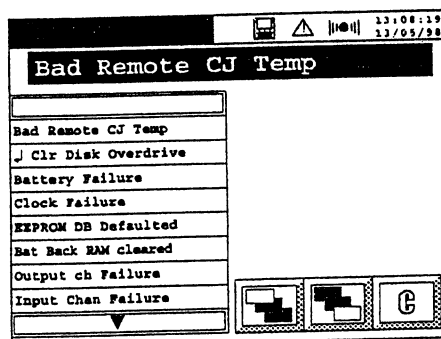 13:08:19
13/05/98
Bad Remote CJ Temp
Bad Remote CJ Temp
♩ Clr Disk Overdrive
Battery Failure
Clock Failure
EEPROM DB Defaulted
Bat Back RAM cleared
Output ch Failure
Input Chan Failure
C